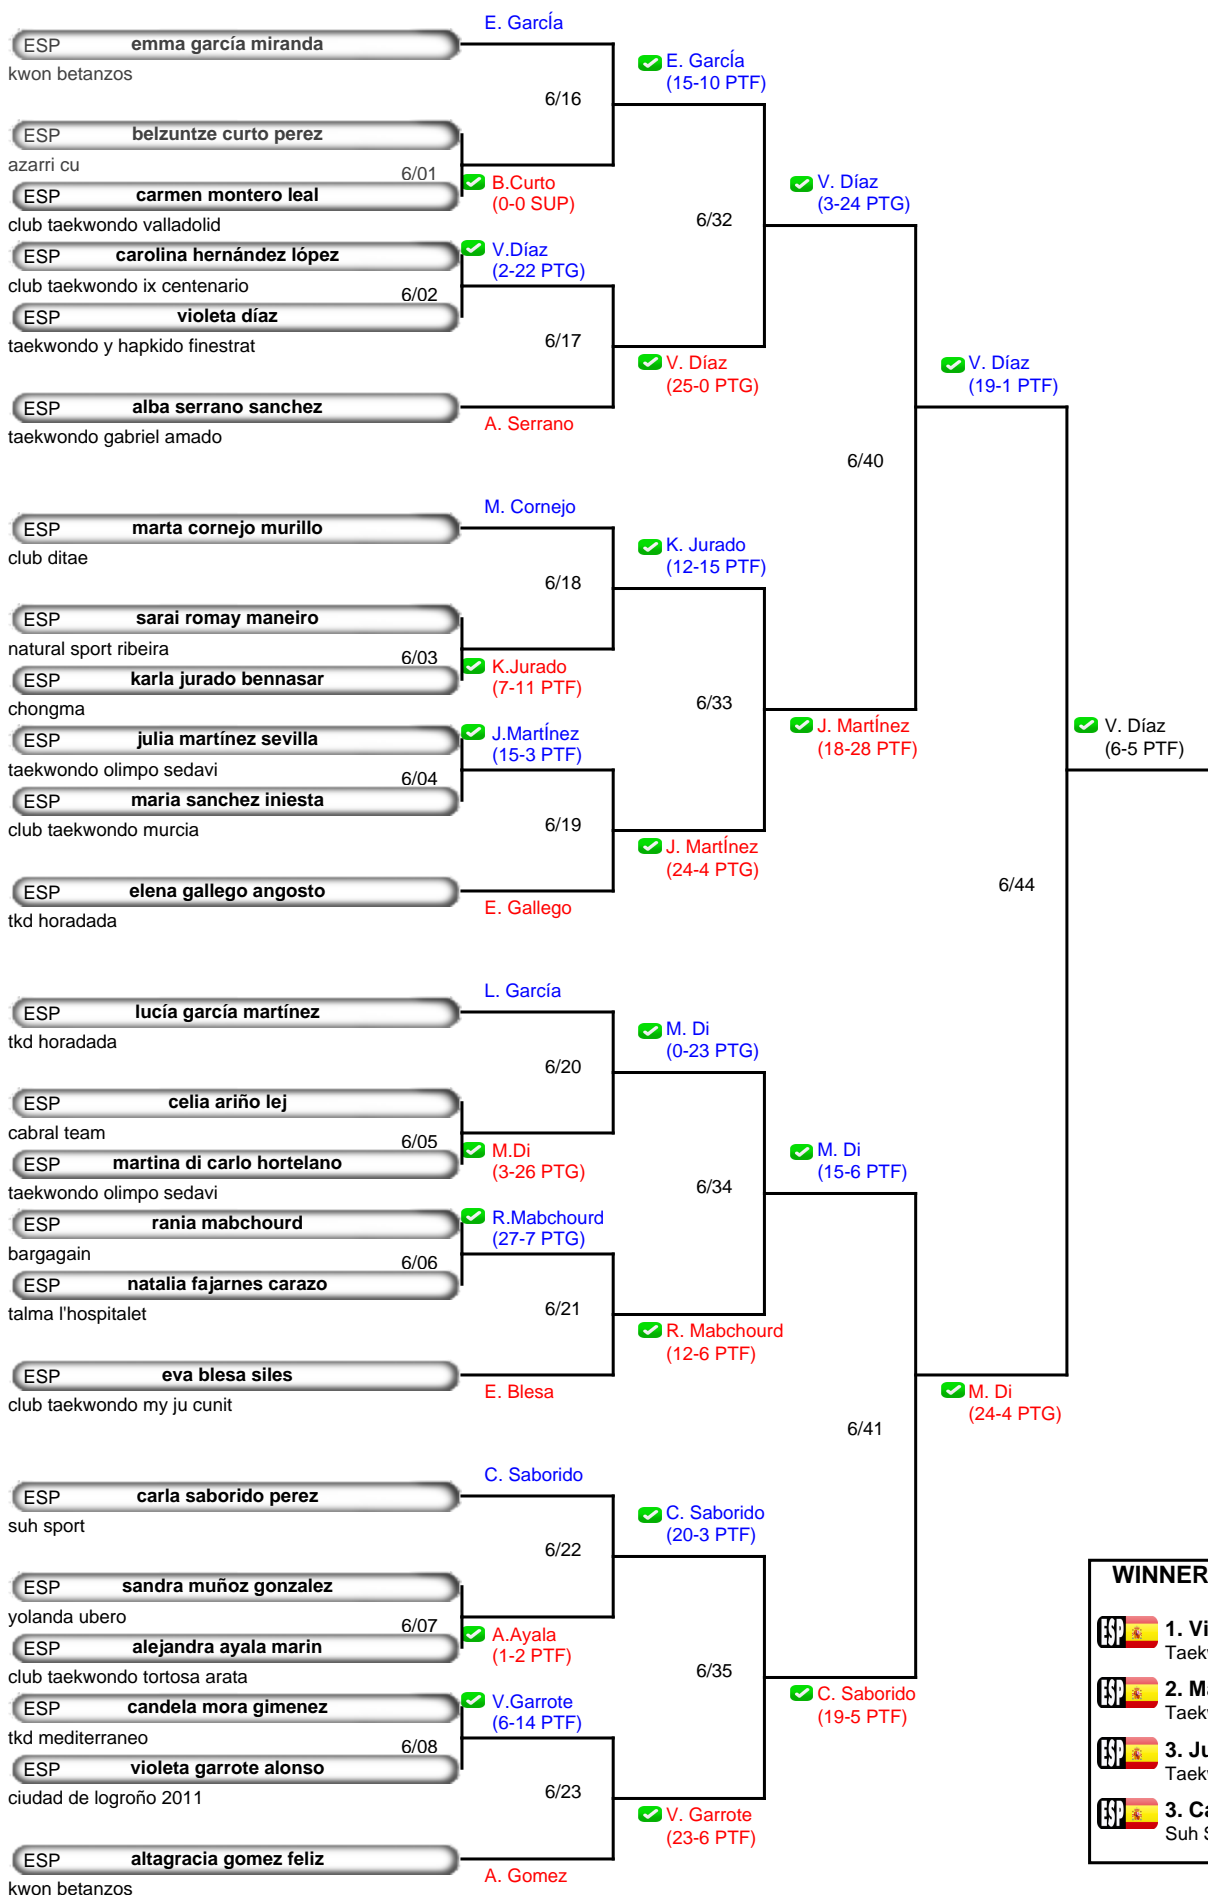 E. García
ESP emma garcía miranda
kwon betanzos
E. García
(15-10 PTF)
6/16
ESP belzuntze curto perez
azarri cu
6/01
ESP carmen montero leal
B.Curto
(0-0 SUP)
club taekwondo valladolid
V. Díaz
(3-24 PTG)
6/32
ESP carolina hernández lópez
V.Díaz
(2-22 PTG)
club taekwondo ix centenario
6/02
ESP violeta díaz
taekwondo y hapkido finestrat
6/17
V. Díaz
(25-0 PTG)
V. Díaz
(19-1 PTF)
ESP alba serrano sanchez
taekwondo gabriel amado
A. Serrano
6/40
M. Cornejo
ESP marta cornejo murillo
club ditae
K. Jurado
(12-15 PTF)
6/18
ESP sarai romay maneiro
natural sport ribeira
6/03
ESP karla jurado bennasar
K.Jurado
(7-11 PTF)
chongma
6/33
ESP julia martínez sevilla
J.MartÍnez
(15-3 PTF)
J. MartÍnez
(18-28 PTF)
V. Díaz
(6-5 PTF)
taekwondo olimpo sedavi
6/04
ESP maria sanchez iniesta
club taekwondo murcia
6/19
J. MartÍnez
(24-4 PTG)
ESP elena gallego angosto
tkd horadada
E. Gallego
6/44
L. García
ESP lucía garcía martínez
tkd horadada
M. Di
(0-23 PTG)
6/20
ESP celia ariño lej
cabral team
6/05
ESP martina di carlo hortelano
M.Di
(3-26 PTG)
taekwondo olimpo sedavi
M. Di
(15-6 PTF)
6/34
ESP rania mabchourd
R.Mabchourd
(27-7 PTG)
bargagain
6/06
ESP natalia fajarnes carazo
talma l'hospitalet
6/21
R. Mabchourd
(12-6 PTF)
ESP eva blesa siles
club taekwondo my ju cunit
E. Blesa
M. Di
(24-4 PTG)
6/41
C. Saborido
ESP carla saborido perez
suh sport
C. Saborido
(20-3 PTF)
6/22
ESP sandra muñoz gonzalez
yolanda ubero
6/07
ESP alejandra ayala marin
A.Ayala
(1-2 PTF)
club taekwondo tortosa arata
6/35
ESP candela mora gimenez
V.Garrote
(6-14 PTF)
C. Saborido
(19-5 PTF)
tkd mediterraneo
6/08
ESP violeta garrote alonso
ciudad de logroño 2011
6/23
V. Garrote
(23-6 PTF)
ESP altagracia gomez feliz
kwon betanzos
A. Gomez
WINNER
ESP 1. Vi
Taekw
ESP 2. Ma
Taekw
ESP 3. Ju
Taekw
ESP 3. Ca
Suh S